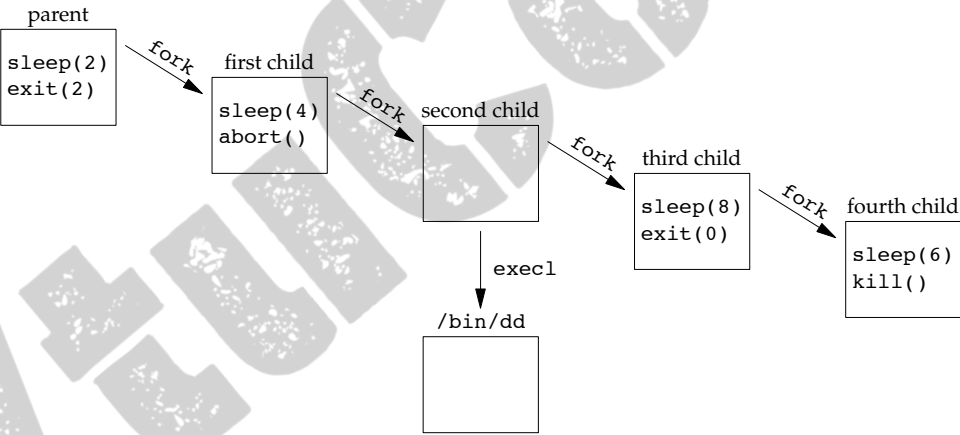 parent
sleep(2)
exit(2)
fork
first child
sleep(4)
abort()
fork
second child
fork
third child
sleep(8)
exit(0)
fork
fourth child
sleep(6)
kill()
execl
/bin/dd